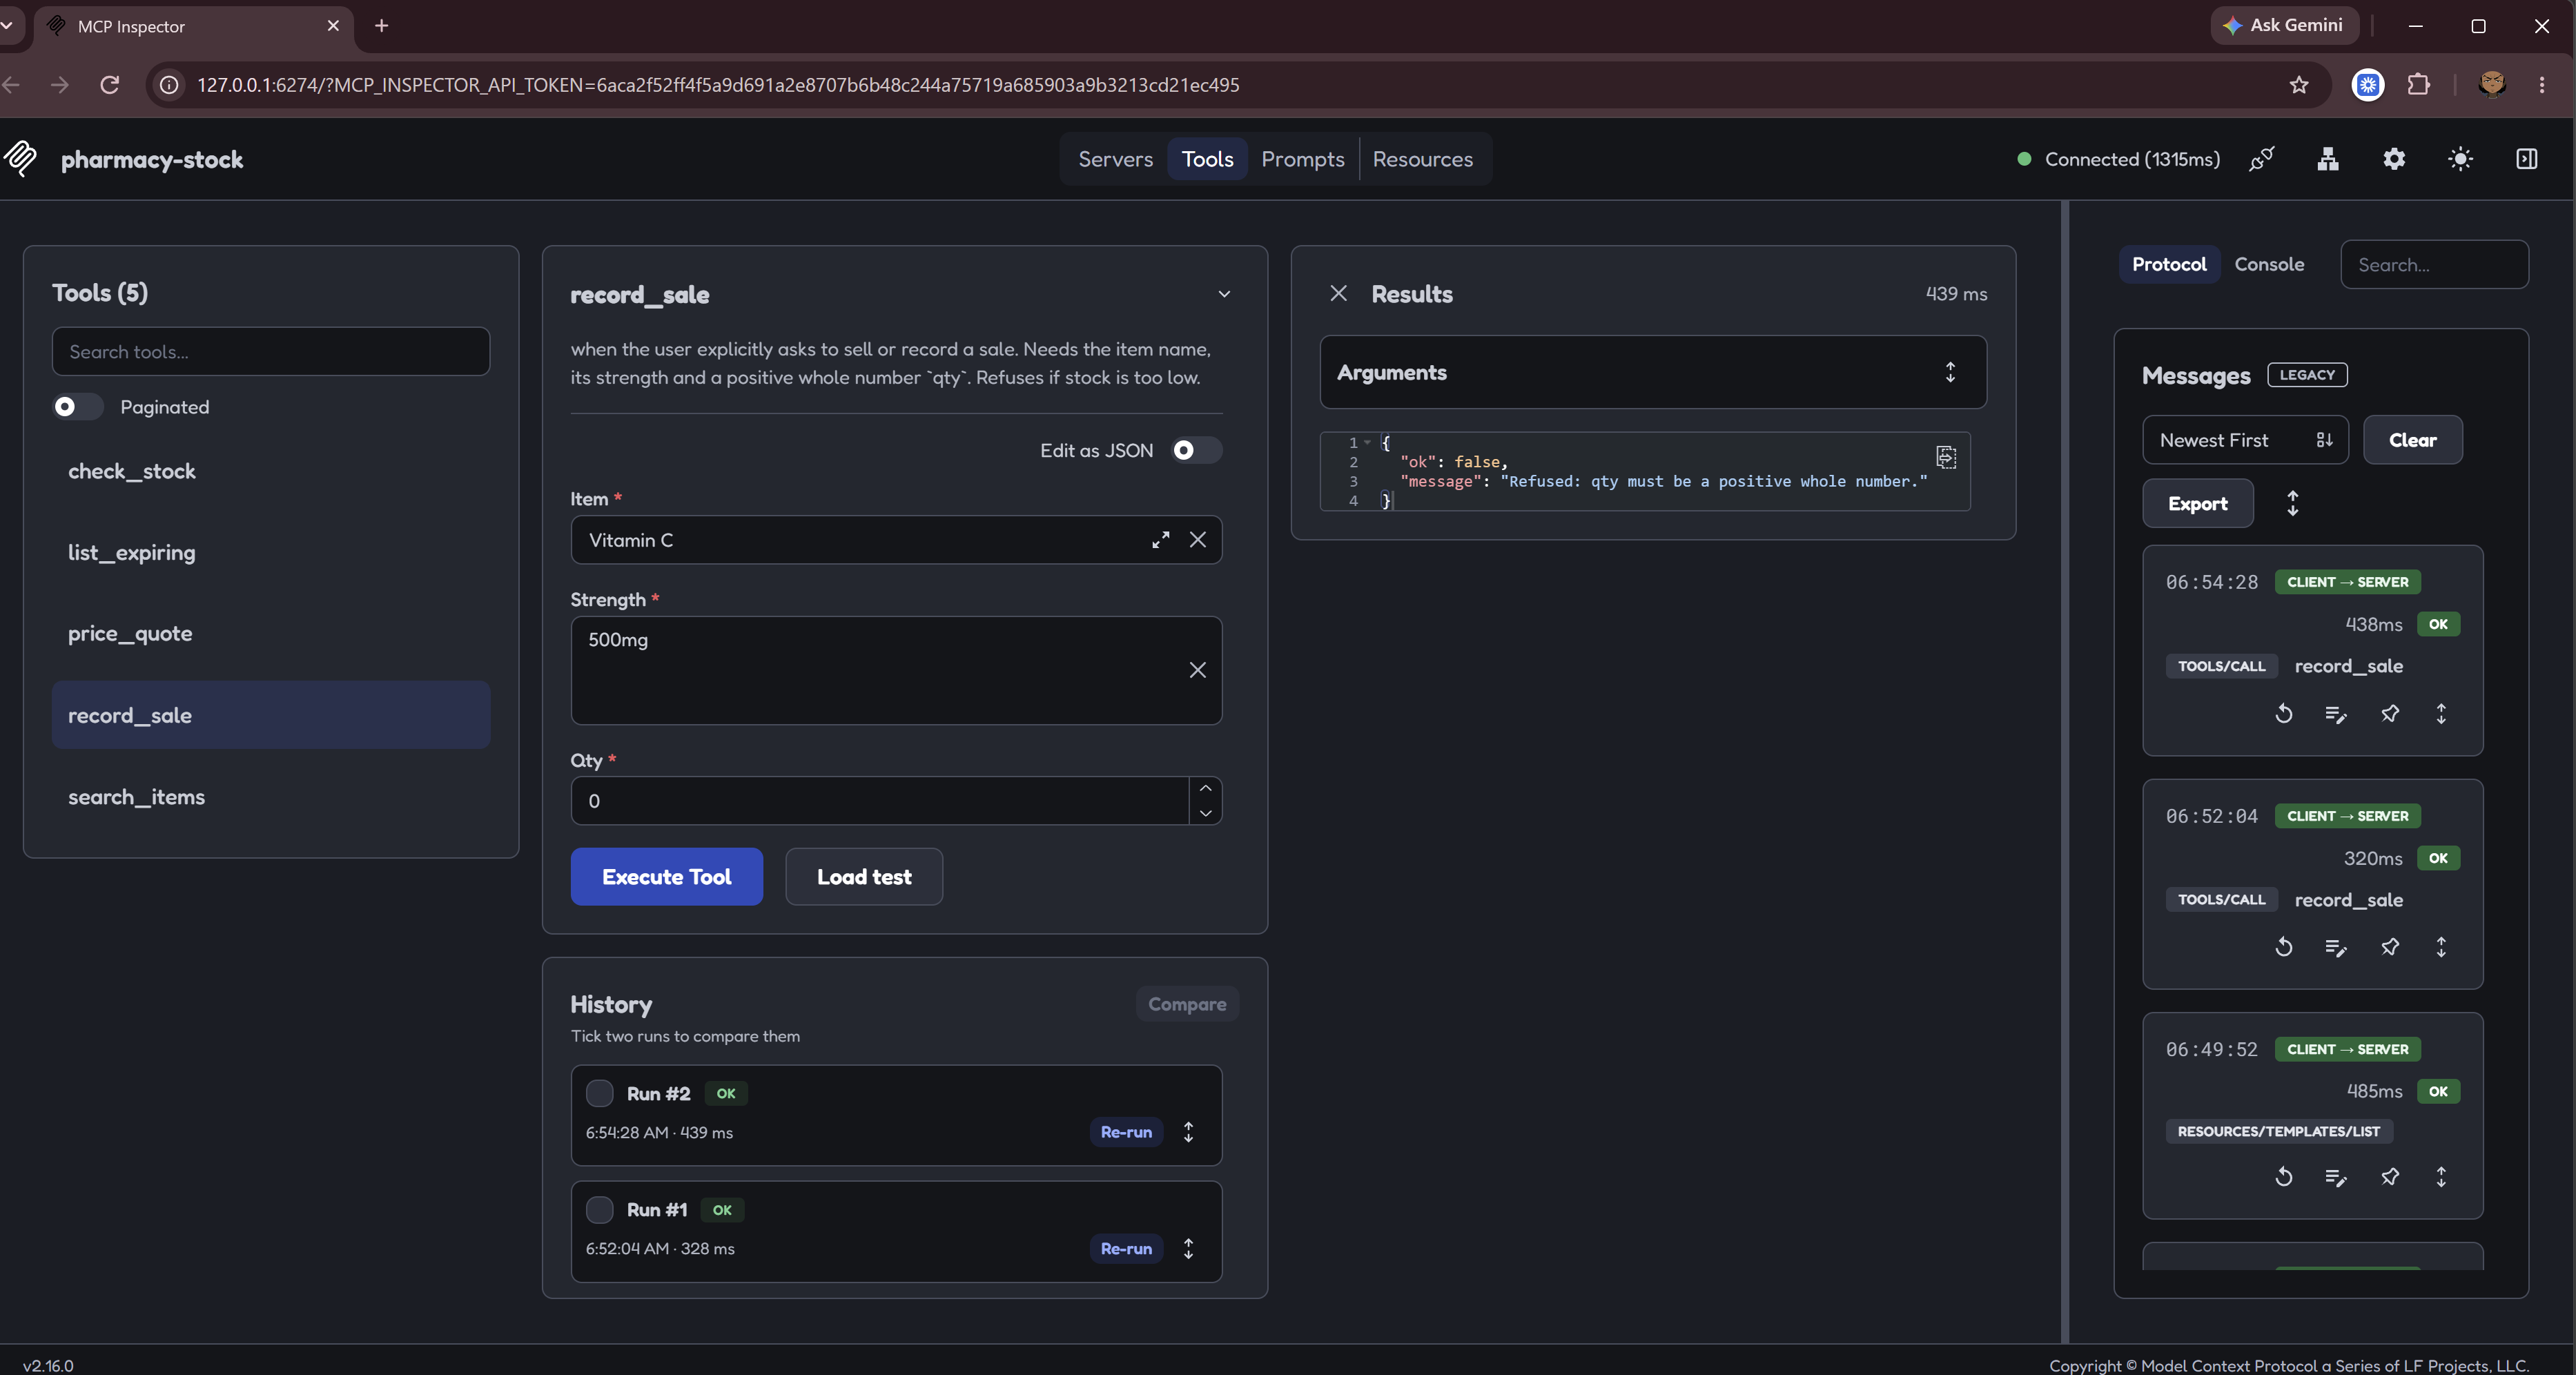 MCP Inspector
Ask Gemini
127.0.0.1:6274/?MCP_INSPECTOR_API_TOKEN=6aca2f52ff4f5a9d691a2e8707b6b48c244a75719a685903a9b3213cd21ec495
pharmacy-stock
Servers
Tools
Prompts
Resources
Connected (1315ms)
Tools (5)
Search tools...
Paginated
check_stock
list_expiring
price_quote
record_sale
search_items
record_sale
when the user explicitly asks to sell or record a sale. Needs the item name,
its strength and a positive whole number `qty`. Refuses if stock is too low.
Edit as JSON
Item *
Vitamin C
Strength *
500mg
Qty *
0
Execute Tool
Load test
History
Compare
Tick two runs to compare them
Run #2 OK
6:54:28 AM · 439 ms
Re-run
Run #1 OK
6:52:04 AM · 328 ms
Re-run
Results
439 ms
Arguments
1 {
2 "ok": false,
3 "message": "Refused: qty must be a positive whole number."
4 }
Protocol
Console
Search...
Messages LEGACY
Newest First
Clear
Export
06:54:28 CLIENT → SERVER
438ms OK
TOOLS/CALL record_sale
06:52:04 CLIENT → SERVER
320ms OK
TOOLS/CALL record_sale
06:49:52 CLIENT → SERVER
485ms OK
RESOURCES/TEMPLATES/LIST
v2.16.0
Copyright © Model Context Protocol a Series of LF Projects, LLC.